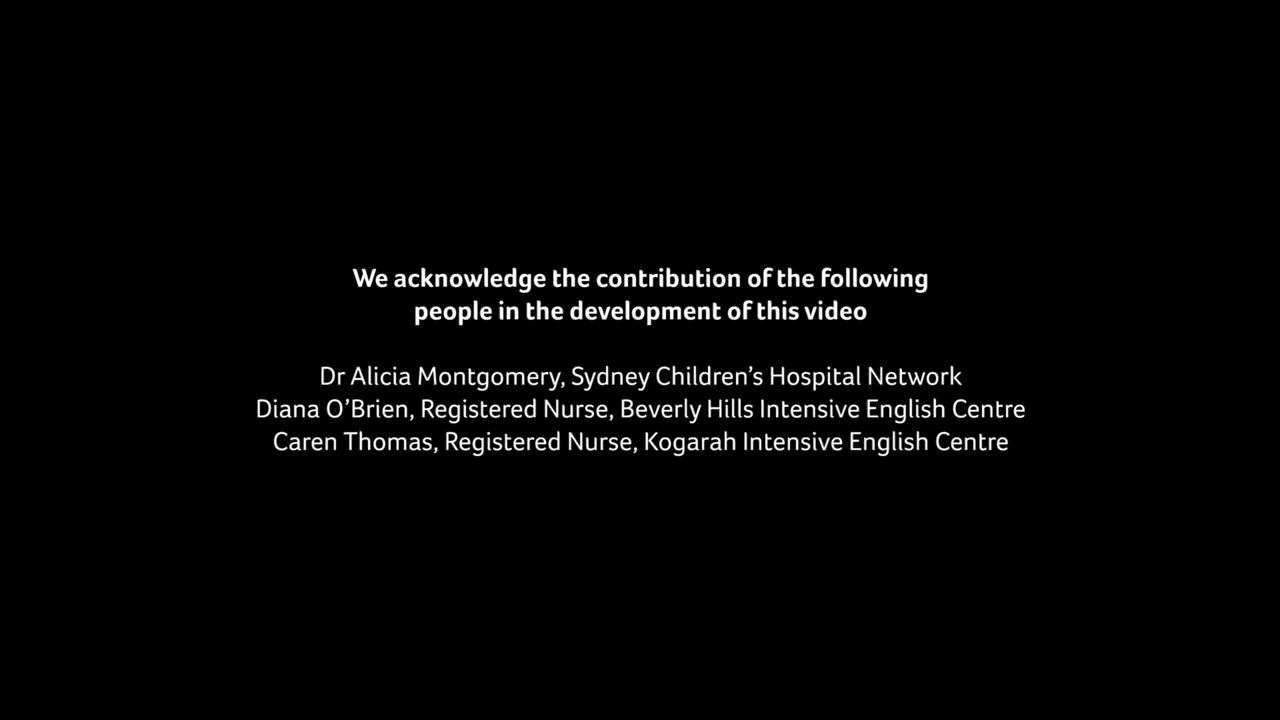 We acknowledge the contribution of the following
people in the development of this video
Dr Alicia Montgomery, Sydney Children’s Hospital Network
Diana O’Brien, Registered Nurse, Beverly Hills Intensive English Centre
Caren Thomas, Registered Nurse, Kogarah Intensive English Centre